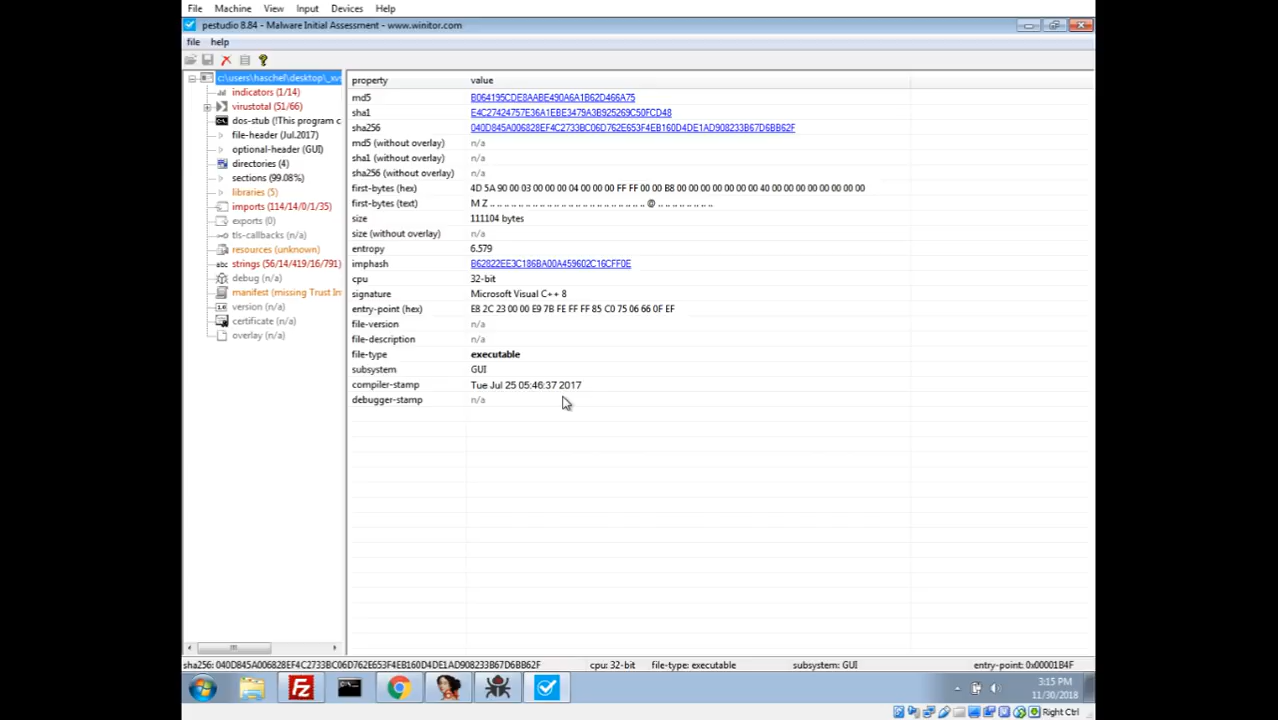 File Machine View Input Devices Help
pestudio 8.84 - Malware Initial Assessment - www.winitor.com
file help
c:\users\haschel\desktop\_xv
indicators (1/14)
virustotal (51/66)
dos-stub (!This program c
file-header (Jul.2017)
optional-header (GUI)
directories (4)
sections (99.08%)
libraries (5)
imports (114/14/0/1/35)
exports (0)
tls-callbacks (n/a)
resources (unknown)
abc strings (56/14/419/16/791)
debug (n/a)
manifest (missing Trust In
version (n/a)
certificate (n/a)
overlay (n/a)
property value
md5 B064195CDE8AABE490A6A1B62D466A75
sha1 E4C27424757E36A1EBE3479A3B925269C50FCD48
sha256 040D845A006828EF4C2733BC06D762E653F4EB160D4DE1AD908233B67D6BB62F
md5 (without overlay) n/a
sha1 (without overlay) n/a
sha256 (without overlay) n/a
first-bytes (hex) 4D 5A 90 00 03 00 00 00 04 00 00 00 FF FF 00 00 B8 00 00 00 00 00 00 00 40 00 00 00 00 00 00 00
first-bytes (text) M Z .. .. .. .. .. .. .. .. .. .. .. .. .. .. .. .. .. .. .. .. .. .. @ .. .. .. .. .. .. ..
size 111104 bytes
size (without overlay) n/a
entropy 6.579
imphash B62822EE3C186BA00A459602C16CFF0E
cpu 32-bit
signature Microsoft Visual C++ 8
entry-point (hex) E8 2C 23 00 00 E9 7B FE FF FF 85 C0 75 06 66 0F EF
file-version n/a
file-description n/a
file-type executable
subsystem GUI
compiler-stamp Tue Jul 25 05:46:37 2017
debugger-stamp n/a
sha256: 040D845A006828EF4C2733BC06D762E653F4EB160D4DE1AD908233B67D6BB62F cpu: 32-bit file-type: executable subsystem: GUI entry-point: 0x00001B4F
3:15 PM
11/30/2018
Right Ctrl